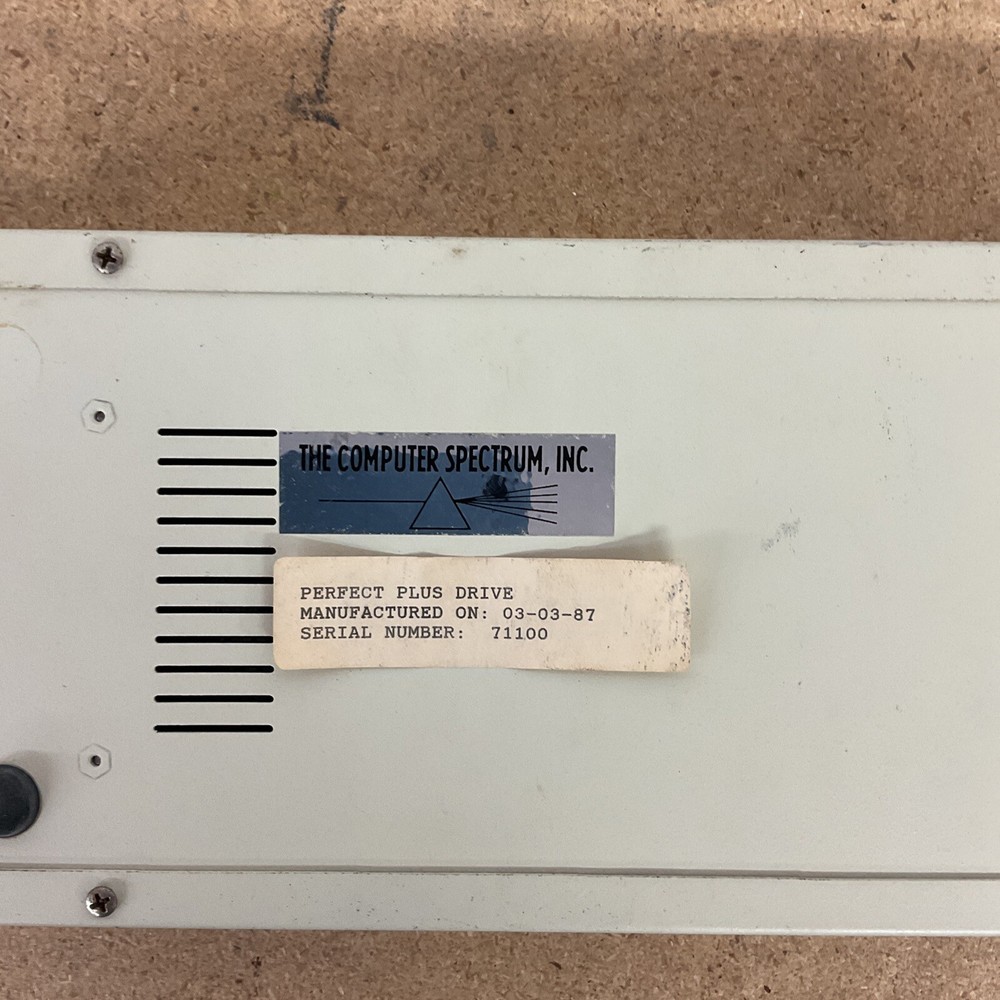 THE COMPUTER SPECTRUM, INC.
PERFECT PLUS DRIVE
MANUFACTURED ON: 03-03-87
SERIAL NUMBER: 71100